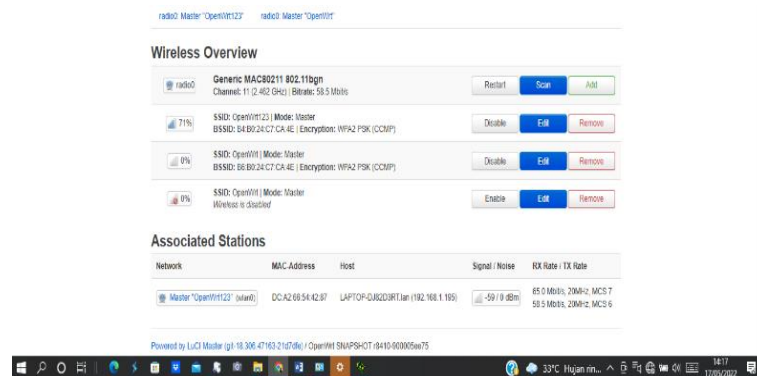 radio0: Master "OpenWrt123" radio0: Master "OpenWrt"
Wireless Overview
radio0
Generic MAC80211 802.11bgn
Channel: 11 (2.462 GHz) | Bitrate: 58.5 Mbit/s
Restart Scan Add
71%
SSID: OpenWrt123 | Mode: Master
BSSID: B4:B0:24:C7:CA:4E | Encryption: WPA2 PSK (CCMP)
Disable Edit Remove
0%
SSID: OpenWrt | Mode: Master
BSSID: B6:B0:24:C7:CA:4E | Encryption: WPA2 PSK (CCMP)
Disable Edit Remove
0%
SSID: OpenWrt | Mode: Master
Wireless is disabled
Enable Edit Remove
Associated Stations
Network MAC-Address Host Signal / Noise RX Rate / TX Rate
Master "OpenWrt123" (wlan0) DC:A2:66:54:42:87 LAPTOP-DJ82D3RT.lan (192.168.1.195) -59 / 0 dBm
65.0 Mbit/s, 20MHz, MCS 7
58.5 Mbit/s, 20MHz, MCS 6
Powered by LuCI Master (git-18.306.47163-21d7dfe) / OpenWrt SNAPSHOT r8410-900005ee75
33°C Hujan rin... 14:17
17/05/2022